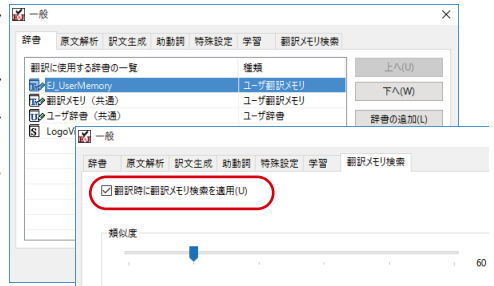 一般
辞書 原文解析 訳文生成 助動詞 特殊設定 学習 翻訳メモリ検索
翻訳に使用する辞書の一覧 種類
EJ_UserMemory ユーザ翻訳メモリ
翻訳メモリ（共通） ユーザ翻訳メモリ
ユーザ辞書（共通） ユーザ辞書
LogoVi
上へ(U)
下へ(W)
辞書の追加(L)
一般
辞書 原文解析 訳文生成 助動詞 特殊設定 学習 翻訳メモリ検索
翻訳時に翻訳メモリ検索を適用(U)
類似度
60